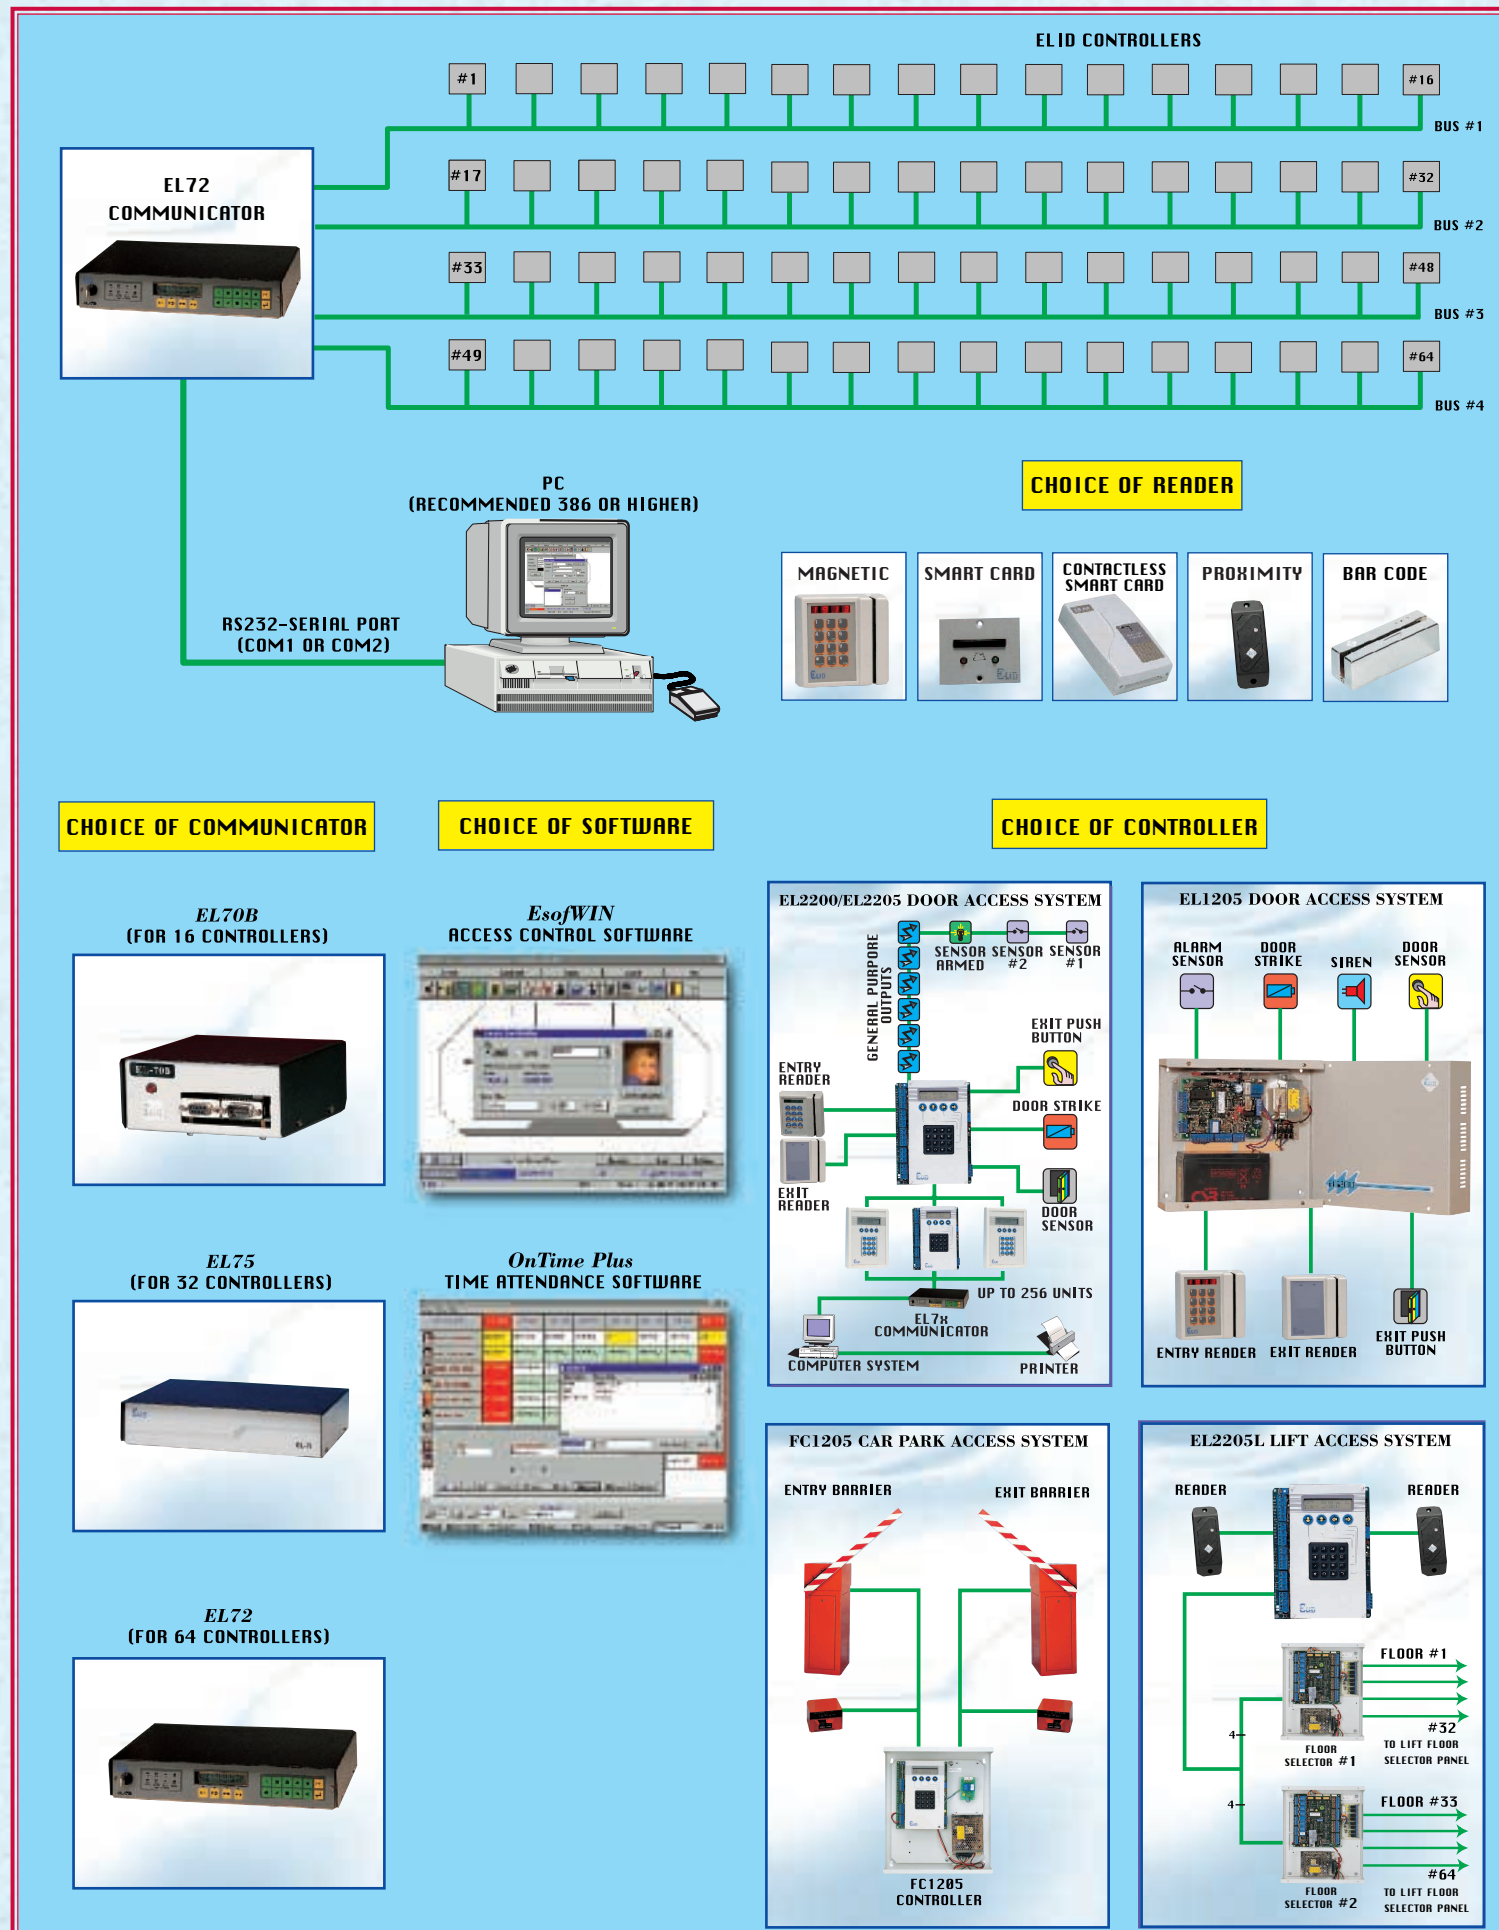 ELID CONTROLLERS
#1
#16
BUS #1
EL72
COMMUNICATOR
#17
#32
BUS #2
#33
#48
BUS #3
#49
#64
BUS #4
PC
(RECOMMENDED 386 OR HIGHER)
RS232-SERIAL PORT
(COM1 OR COM2)
CHOICE OF READER
MAGNETIC
SMART CARD
CONTACTLESS
SMART CARD
PROXIMITY
BAR CODE
CHOICE OF COMMUNICATOR
EL70B
(FOR 16 CONTROLLERS)
EL-70B
EL75
(FOR 32 CONTROLLERS)
EL72
(FOR 64 CONTROLLERS)
CHOICE OF SOFTWARE
EsofWIN
ACCESS CONTROL SOFTWARE
OnTime Plus
TIME ATTENDANCE SOFTWARE
CHOICE OF CONTROLLER
EL2200/EL2205 DOOR ACCESS SYSTEM
GENERAL PURPORE
OUTPUTS
SENSOR
ARMED
SENSOR
#2
SENSOR
#1
EXIT PUSH
BUTTON
ENTRY
READER
DOOR STRIKE
EXIT
READER
DOOR
SENSOR
UP TO 256 UNITS
EL7x
COMMUNICATOR
COMPUTER SYSTEM
PRINTER
EL1205 DOOR ACCESS SYSTEM
ALARM
SENSOR
DOOR
STRIKE
SIREN
DOOR
SENSOR
ENTRY READER
EXIT READER
EXIT PUSH
BUTTON
FC1205 CAR PARK ACCESS SYSTEM
ENTRY BARRIER
EXIT BARRIER
FC1205
CONTROLLER
EL2205L LIFT ACCESS SYSTEM
READER
READER
FLOOR #1
4
#32
FLOOR
SELECTOR #1
TO LIFT FLOOR
SELECTOR PANEL
4
FLOOR #33
#64
FLOOR
SELECTOR #2
TO LIFT FLOOR
SELECTOR PANEL